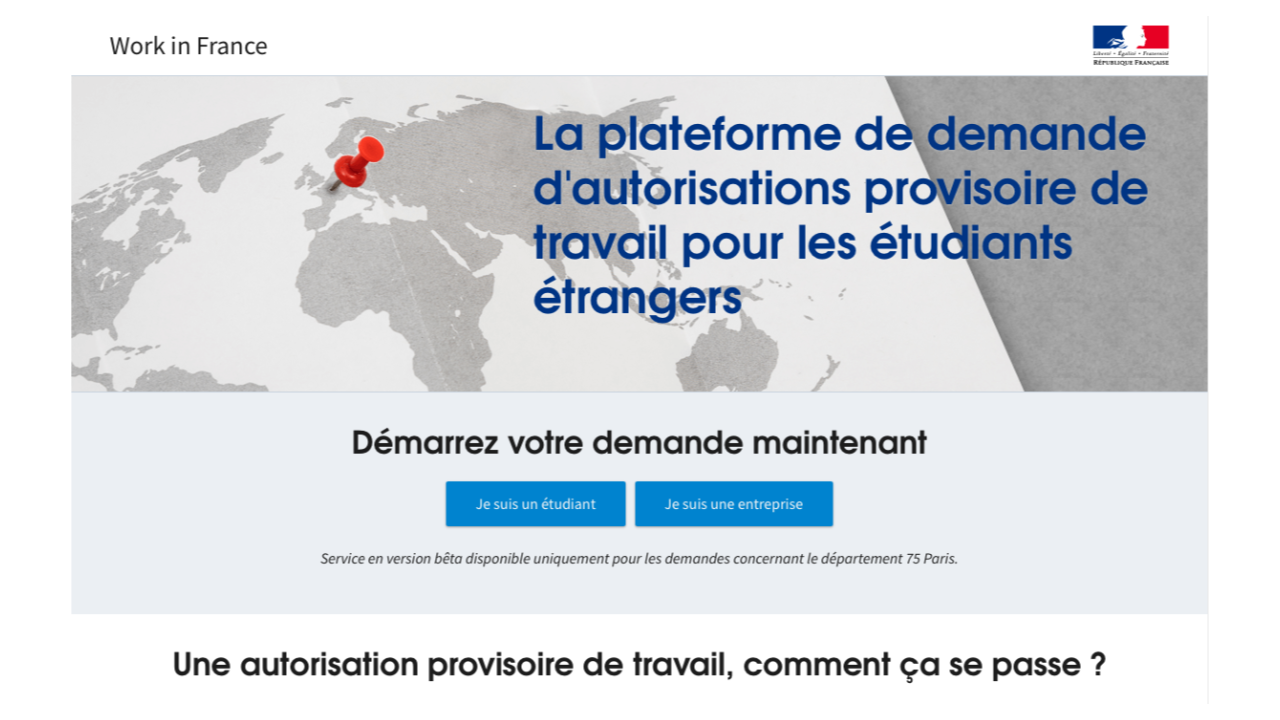 Work in France
Liberté • Égalité • Fraternité
RÉPUBLIQUE FRANÇAISE
La plateforme de demande
d'autorisations provisoire de
travail pour les étudiants
étrangers
Démarrez votre demande maintenant
Je suis un étudiant
Je suis une entreprise
Service en version bêta disponible uniquement pour les demandes concernant le département 75 Paris.
Une autorisation provisoire de travail, comment ça se passe ?